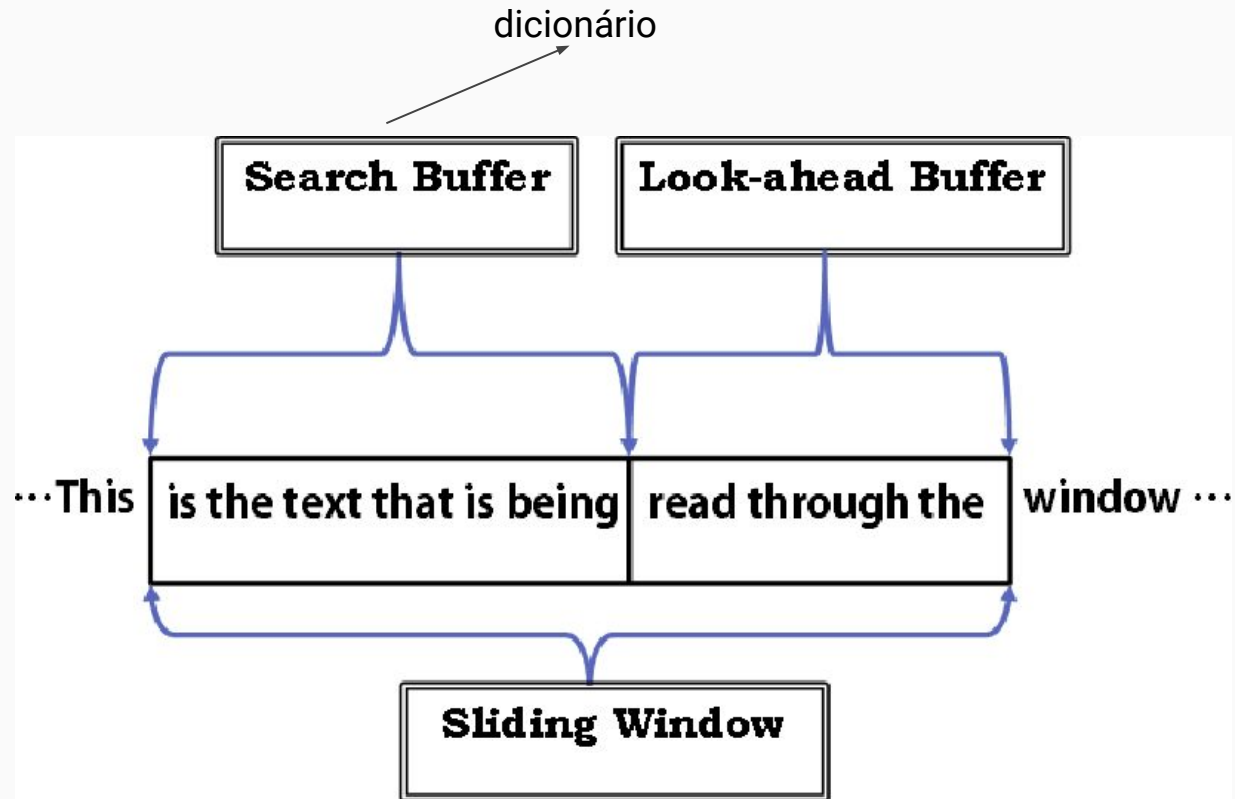 dicionário
Search Buffer
Look-ahead Buffer
···This is the text that is being read through the window ···
Sliding Window